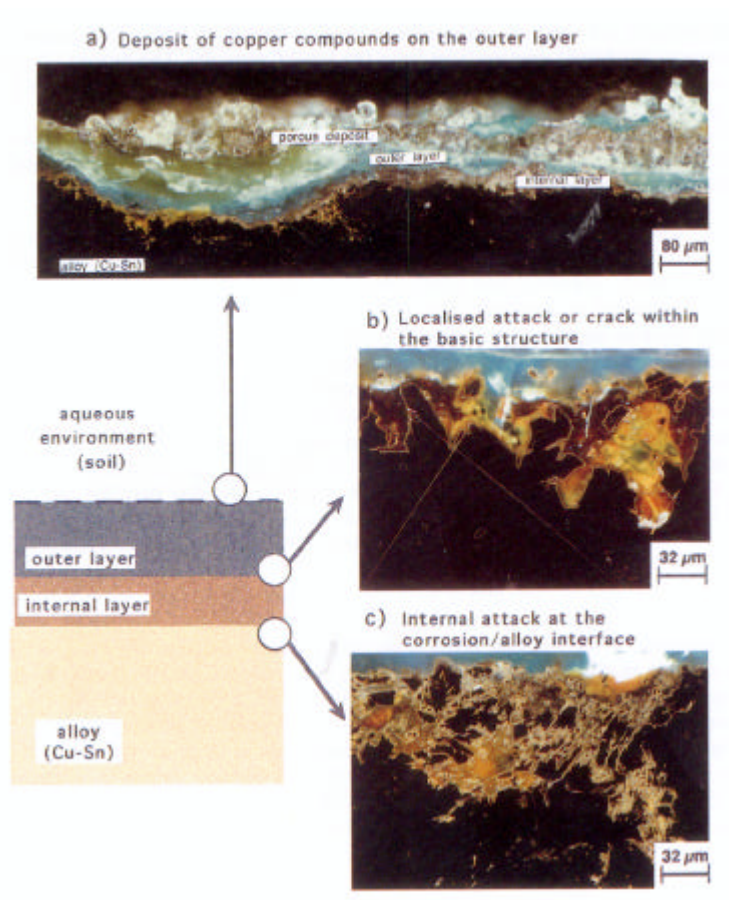 a) Deposit of copper compounds on the outer layer
porous deposit
outer layer
internal layer
alloy (Cu-Sn)
80 µm
b) Localised attack or crack within
the basic structure
32 µm
aqueous
environment
(soil)
outer layer
internal layer
alloy
(Cu-Sn)
c) Internal attack at the
corrosion/alloy interface
32 µm